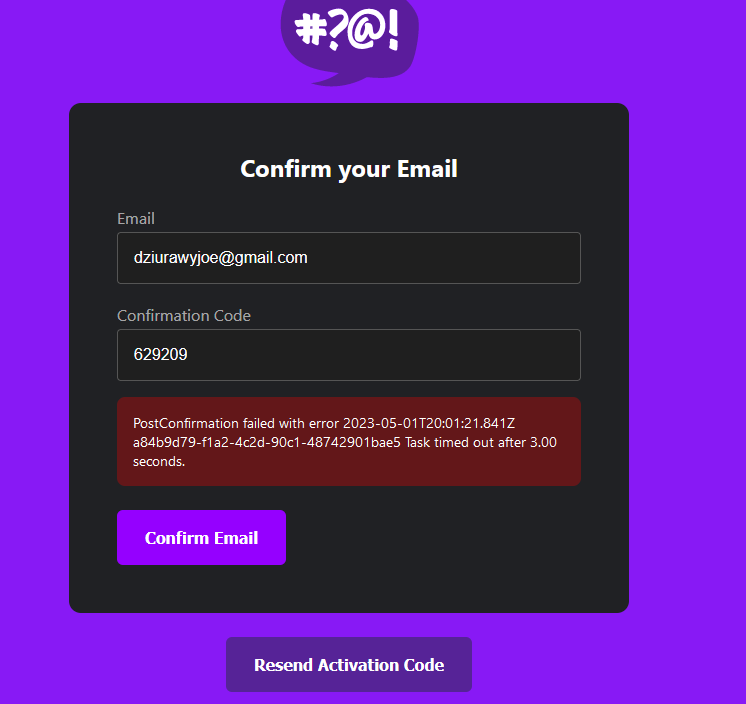 #?@!
Confirm your Email
Email
dziurawyjoe@gmail.com
Confirmation Code
629209
PostConfirmation failed with error 2023-05-01T20:01:21.841Z
a84b9d79-f1a2-4c2d-90c1-48742901bae5 Task timed out after 3.00
seconds.
Confirm Email
Resend Activation Code